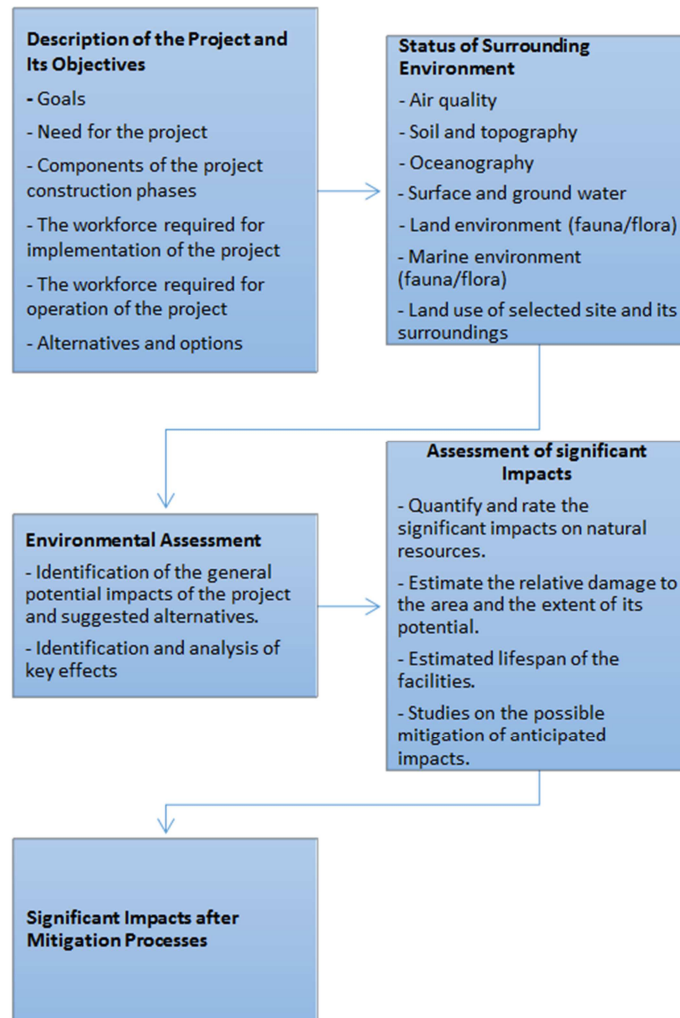 Description of the Project and
Its Objectives
- Goals
- Need for the project
- Components of the project
construction phases
- The workforce required for
implementation of the project
- The workforce required for
operation of the project
- Alternatives and options
Status of Surrounding
Environment
- Air quality
- Soil and topography
- Oceanography
- Surface and ground water
- Land environment (fauna/flora)
- Marine environment
(fauna/flora)
- Land use of selected site and its
surroundings
Environmental Assessment
- Identification of the general
potential impacts of the project
and suggested alternatives.
- Identification and analysis of
key effects
Assessment of significant
Impacts
- Quantify and rate the
significant impacts on natural
resources.
- Estimate the relative damage to
the area and the extent of its
potential.
- Estimated lifespan of the
facilities.
- Studies on the possible
mitigation of anticipated
impacts.
Significant Impacts after
Mitigation Processes